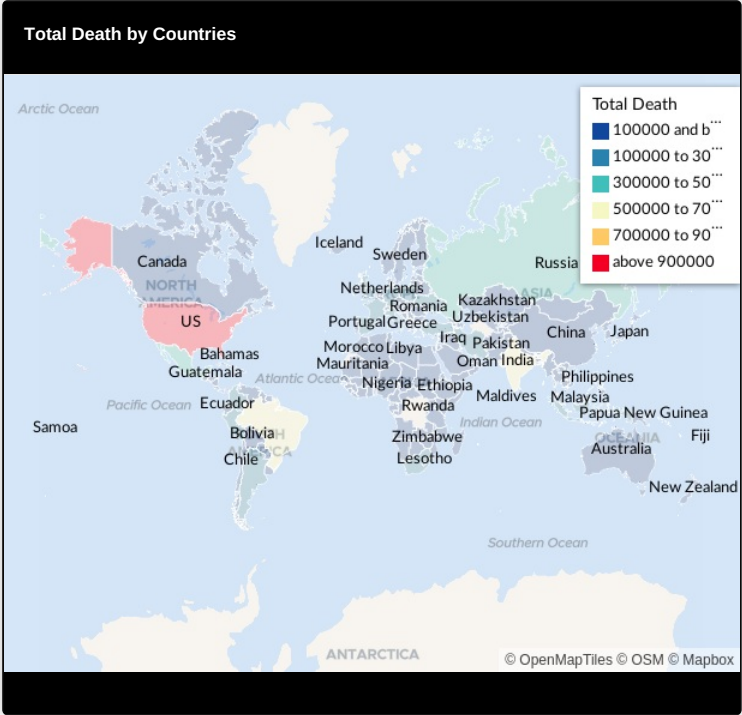 Total Death by Countries
Arctic Ocean
Total Death
100000 and b...
100000 to 30...
300000 to 50...
500000 to 70...
700000 to 90...
above 900000
Iceland
Sweden
Canada
Russia
NORTH
AMERICA
Netherlands
ASIA
Romania
Kazakhstan
Uzbekistan
US
Portugal
Greece
China
Japan
Iraq
Pakistan
Morocco
Libya
Bahamas
Mauritania
Oman
India
Guatemala
Atlantic Ocea
Nigeria
Ethiopia
Philippines
Maldives
Malaysia
Pacific Ocean
Ecuador
Rwanda
Papua New Guinea
Indian Ocean
Samoa
Bolivia
Zimbabwe
OCEANIA
Fiji
Australia
Chile
Lesotho
New Zealand
Southern Ocean
ANTARCTICA
© OpenMapTiles © OSM © Mapbox